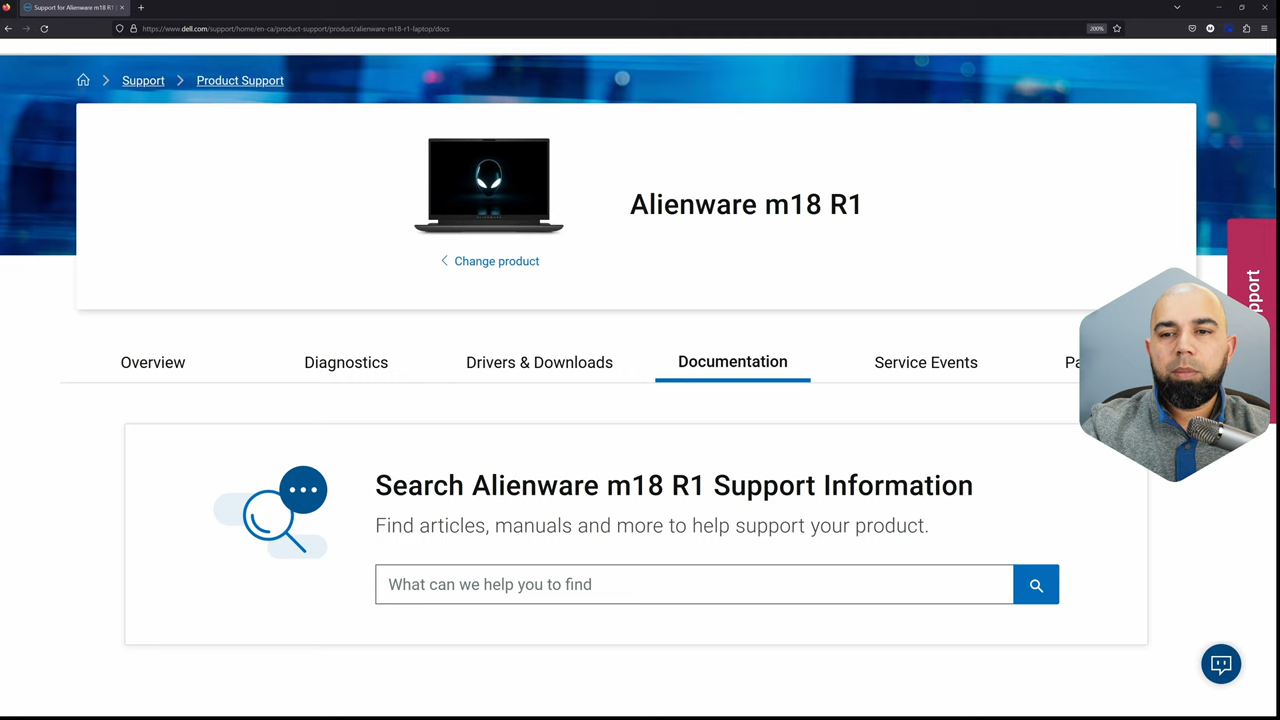 Support for Alienware m18 R1 |
https://www.dell.com/support/home/en-ca/product-support/product/alienware-m18-r1-laptop/docs
200%
Support
Product Support
Alienware m18 R1
Change product
pport
Overview
Diagnostics
Drivers & Downloads
Documentation
Service Events
Pa
Search Alienware m18 R1 Support Information
Find articles, manuals and more to help support your product.
What can we help you to find